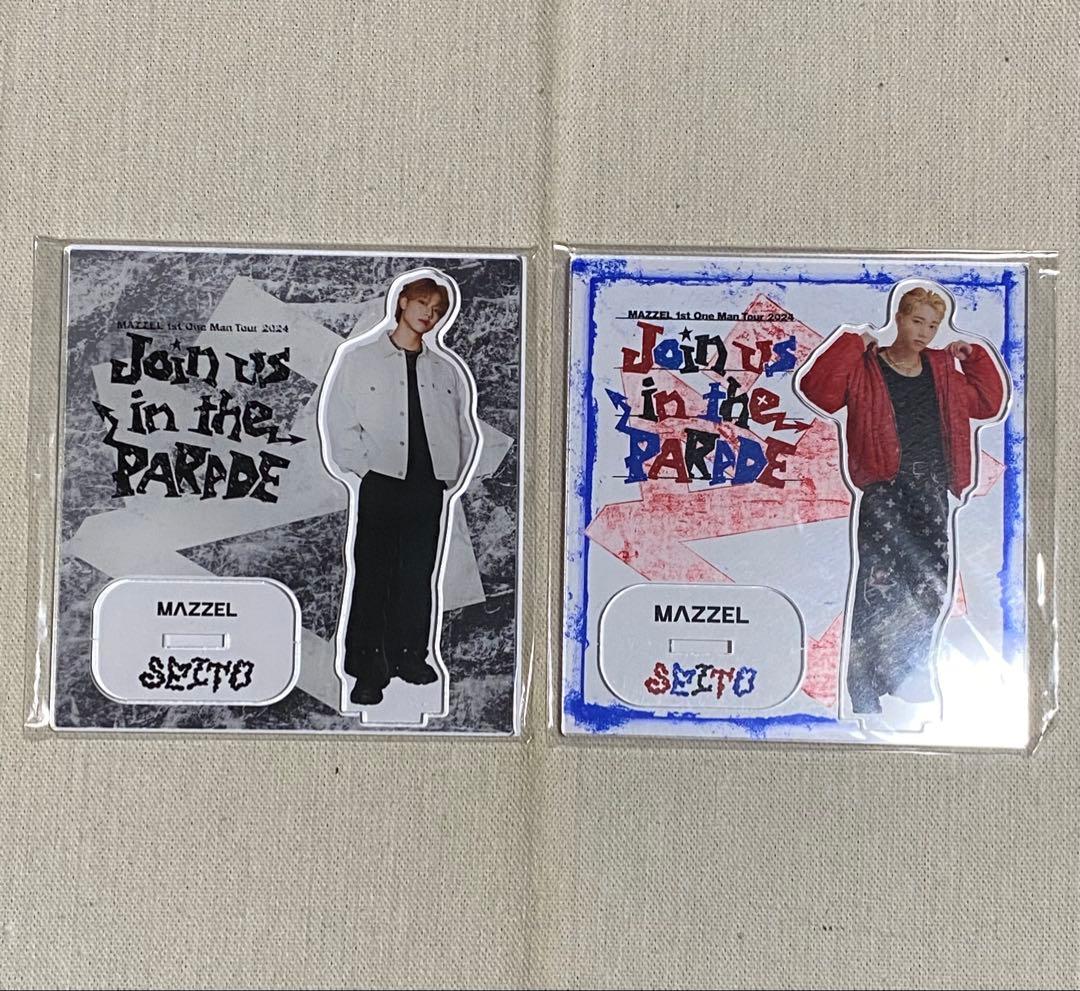 MAZZEL 1st One Man Tour 2024
Join us
in the
PARADE
MAZZEL
SEITO
MAZZEL 1st One Man Tour 2024
Join us
in the
PARADE
MAZZEL
SEITO